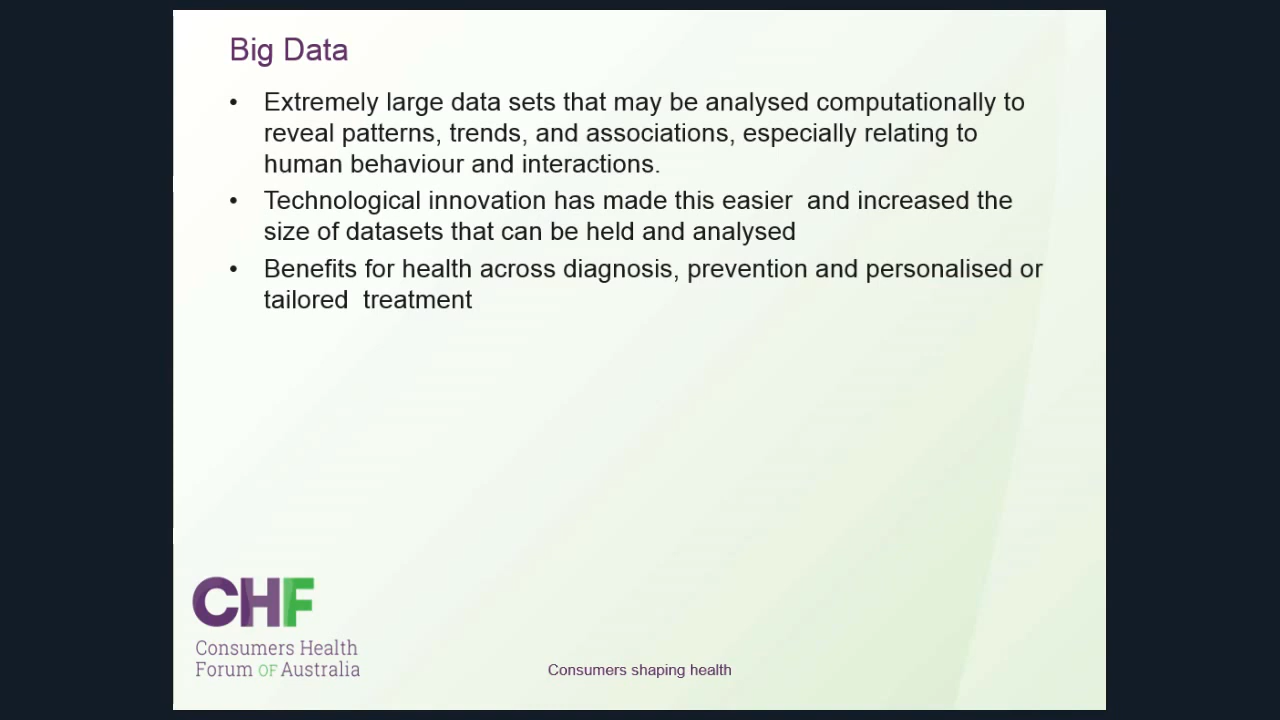 Big Data
• Extremely large data sets that may be analysed computationally to
reveal patterns, trends, and associations, especially relating to
human behaviour and interactions.
• Technological innovation has made this easier  and increased the
size of datasets that can be held and analysed
• Benefits for health across diagnosis, prevention and personalised or
tailored  treatment
CHF
Consumers Health
Forum OF Australia
Consumers shaping health